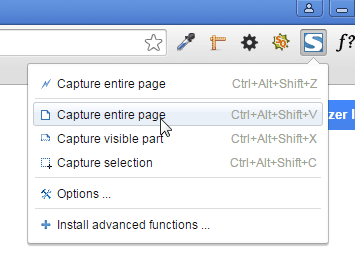 S f?
Capture entire page Ctrl+Alt+Shift+Z
zer l
Capture entire page Ctrl+Alt+Shift+V
Capture visible part Ctrl+Alt+Shift+X
Capture selection Ctrl+Alt+Shift+C
Options ...
Install advanced functions ...